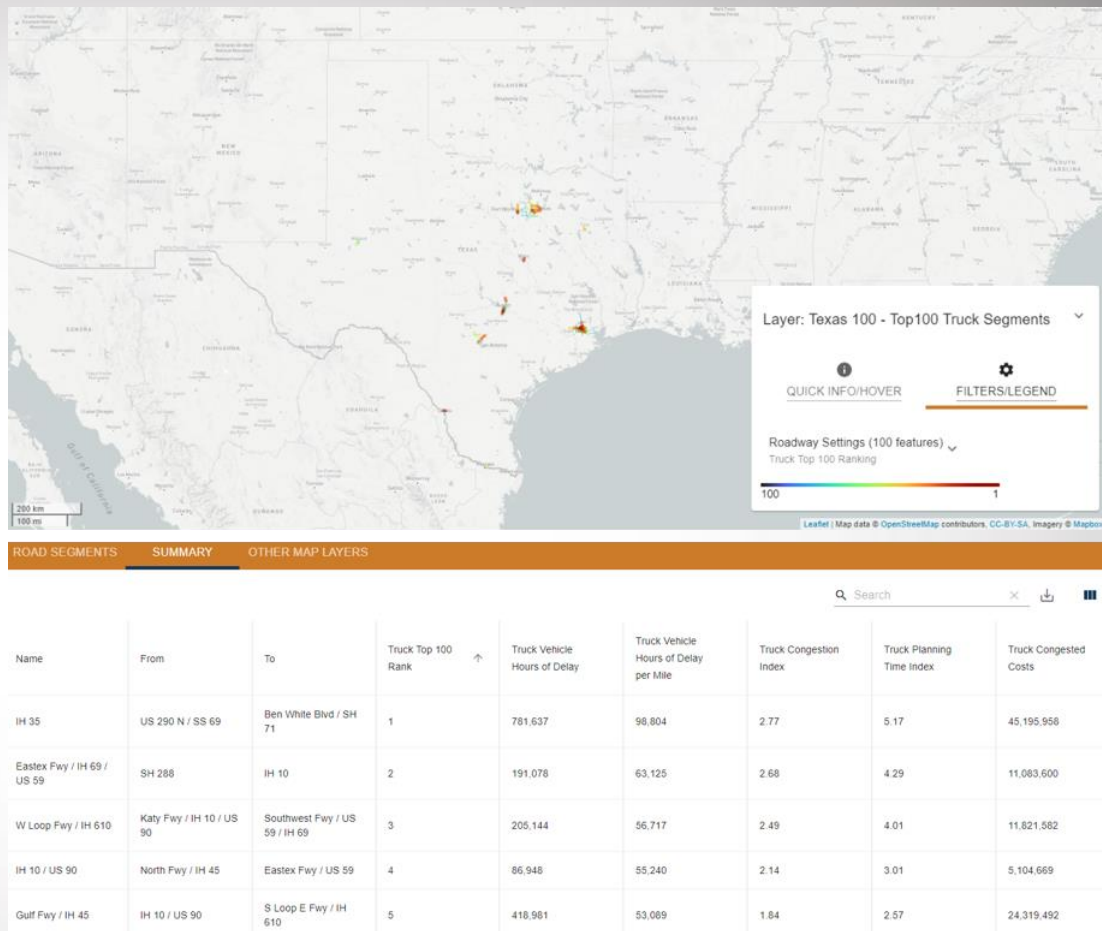 KENTUCKY
TENNESSEE
OKLAHOMA
ARKANSAS
ARIZONA
NEW
MEXICO
SOUTH
CAROLINA
MISSISSIPPI
ALABAMA
GEORGIA
TEXAS
LOUISIANA
SONORA
CHIHUAHUA
COAHUILA
DURANGO
NUEVO
LEON
Gulf of California
200 km
100 mi
Layer: Texas 100 - Top100 Truck Segments
QUICK INFO/HOVER
FILTERS/LEGEND
Roadway Settings (100 features)
Truck Top 100 Ranking
100 1
Leaflet | Map data © OpenStreetMap contributors, CC-BY-SA, Imagery © Mapbox
ROAD SEGMENTS SUMMARY OTHER MAP LAYERS
Search
Name From To Truck Top 100 Rank Truck Vehicle Hours of Delay Truck Vehicle Hours of Delay per Mile Truck Congestion Index Truck Planning Time Index Truck Congested Costs
IH 35 US 290 N / SS 69 Ben White Blvd / SH 71 1 781,637 98,804 2.77 5.17 45,195,958
Eastex Fwy / IH 69 / US 59 SH 288 IH 10 2 191,078 63,125 2.68 4.29 11,083,600
W Loop Fwy / IH 610 Katy Fwy / IH 10 / US 90 Southwest Fwy / US 59 / IH 69 3 205,144 56,717 2.49 4.01 11,821,582
IH 10 / US 90 North Fwy / IH 45 Eastex Fwy / US 59 4 86,948 55,240 2.14 3.01 5,104,669
Gulf Fwy / IH 45 IH 10 / US 90 S Loop E Fwy / IH 610 5 418,981 53,089 1.84 2.57 24,319,492